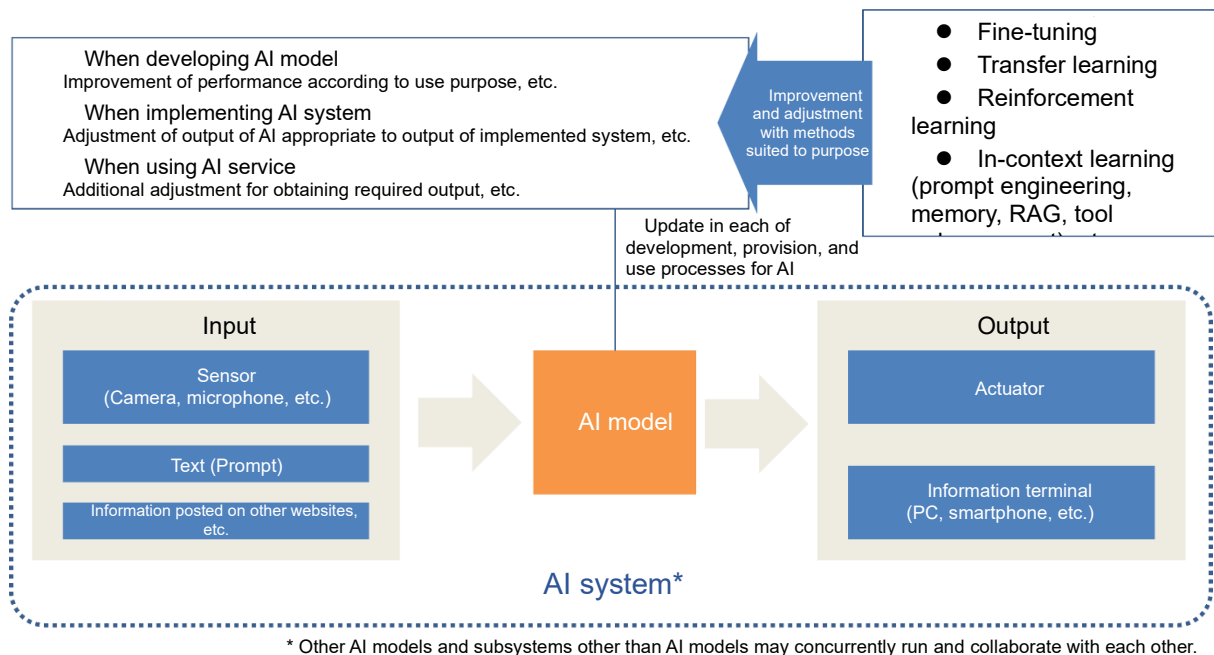 When developing AI model
Improvement of performance according to use purpose, etc.
When implementing AI system
Adjustment of output of AI appropriate to output of implemented system, etc.
When using AI service
Additional adjustment for obtaining required output, etc.
Improvement
and adjustment
with methods
suited to purpose
● Fine-tuning
● Transfer learning
● Reinforcement
learning
● In-context learning
(prompt engineering,
memory, RAG, tool
Update in each of
development, provision, and
use processes for AI
Input
Sensor
(Camera, microphone, etc.)
Text (Prompt)
Information posted on other websites,
etc.
AI model
Output
Actuator
Information terminal
(PC, smartphone, etc.)
AI system*
* Other AI models and subsystems other than AI models may concurrently run and collaborate with each other.